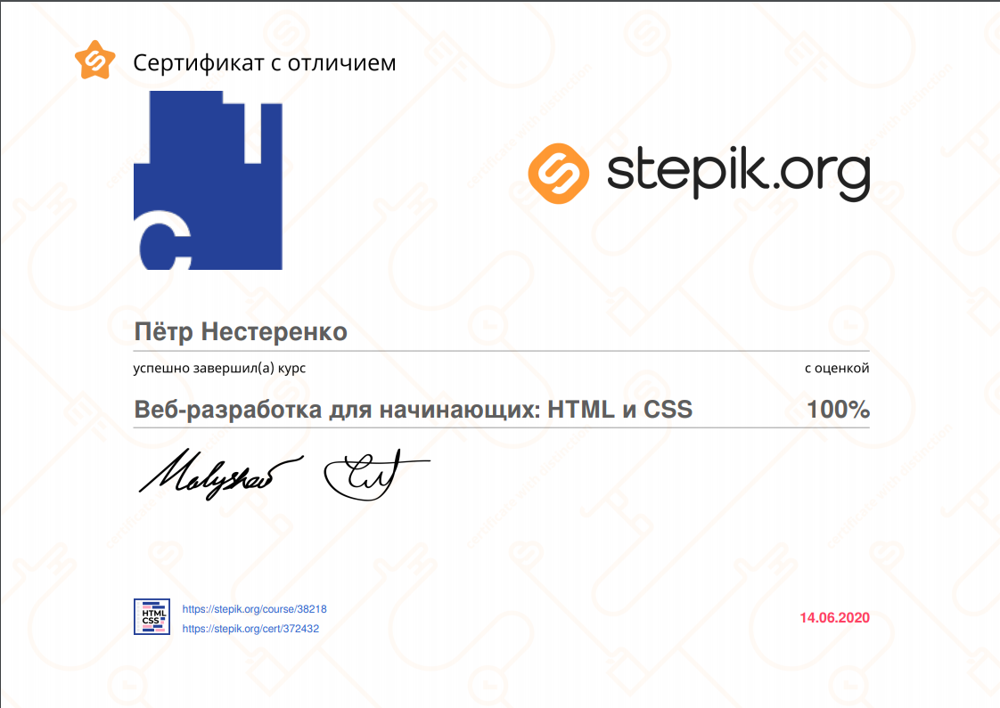 Сертификат с отличием
stepik.org
Пётр Нестеренко
успешно завершил(а) курс с оценкой
Веб-разработка для начинающих: HTML и CSS 100%
HTML
CSS
https://stepik.org/course/38218
https://stepik.org/cert/372432
14.06.2020